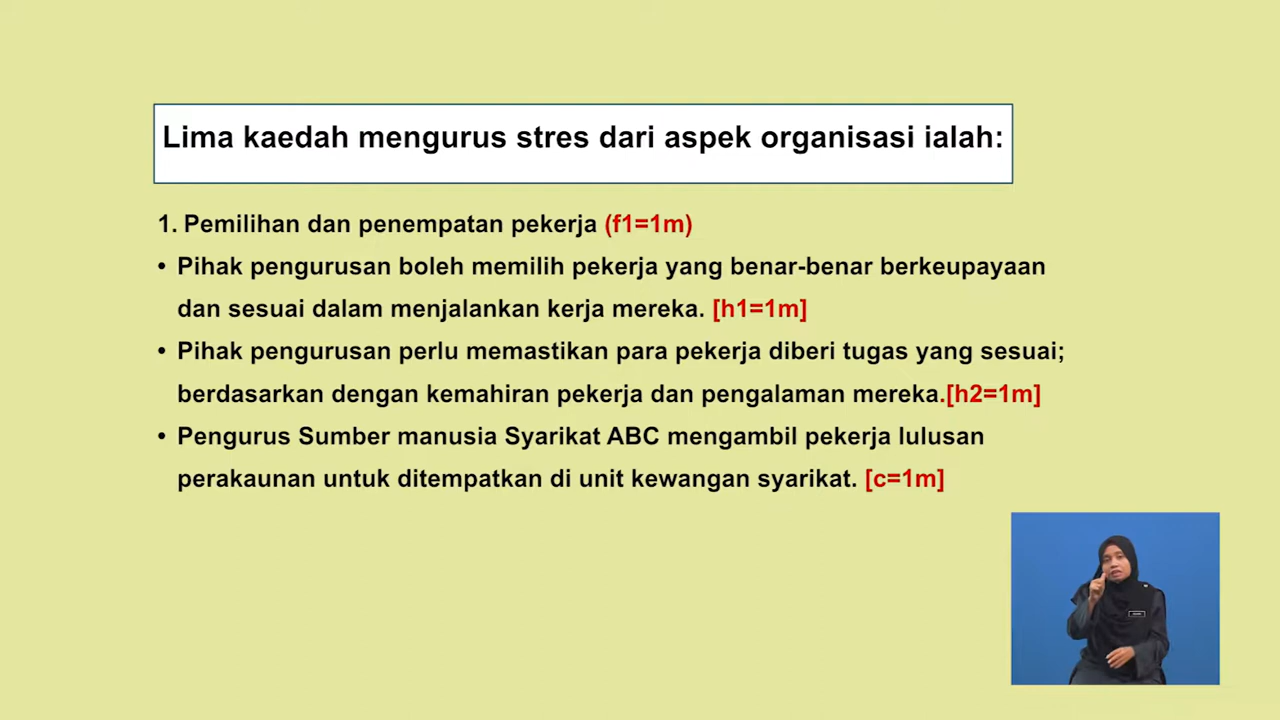 Lima kaedah mengurus stres dari aspek organisasi ialah:
1. Pemilihan dan penempatan pekerja (f1=1m)
• Pihak pengurusan boleh memilih pekerja yang benar-benar berkeupayaan
dan sesuai dalam menjalankan kerja mereka. [h1=1m]
• Pihak pengurusan perlu memastikan para pekerja diberi tugas yang sesuai;
berdasarkan dengan kemahiran pekerja dan pengalaman mereka.[h2=1m]
• Pengurus Sumber manusia Syarikat ABC mengambil pekerja lulusan
perakaunan untuk ditempatkan di unit kewangan syarikat. [c=1m]